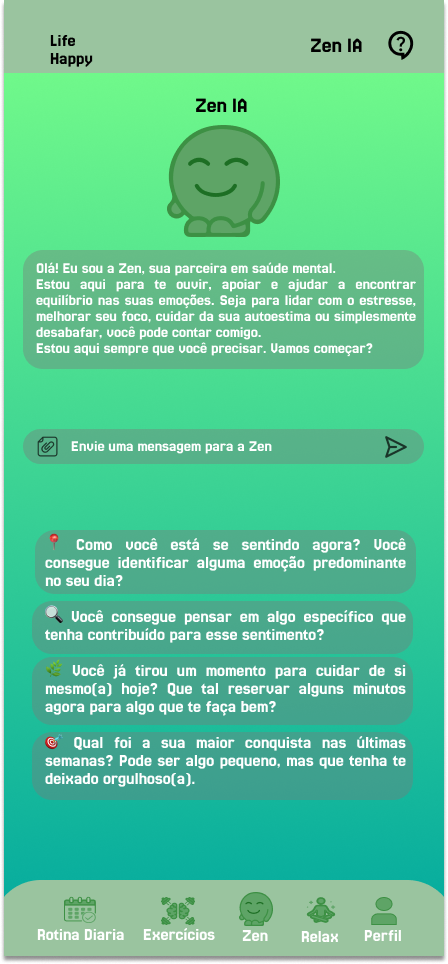 Life
Happy
Zen IA
Zen IA
Olá! Eu sou a Zen, sua parceira em saúde mental.
Estou aqui para te ouvir, apoiar e ajudar a encontrar
equilíbrio nas suas emoções. Seja para lidar com o estresse,
melhorar seu foco, cuidar da sua autoestima ou simplesmente
desabafar, você pode contar comigo.
Estou aqui sempre que você precisar. Vamos começar?
Envie uma mensagem para a Zen
📍 Como você está se sentindo agora? Você
consegue identificar alguma emoção predominante
no seu dia?
🔍 Você consegue pensar em algo específico que
tenha contribuído para esse sentimento?
🌿 Você já tirou um momento para cuidar de si
mesmo(a) hoje? Que tal reservar alguns minutos
agora para algo que te faça bem?
🎯 Qual foi a sua maior conquista nas últimas
semanas? Pode ser algo pequeno, mas que tenha te
deixado orgulhoso(a).
Rotina Diaria
Exercícios
Zen
Relax
Perfil